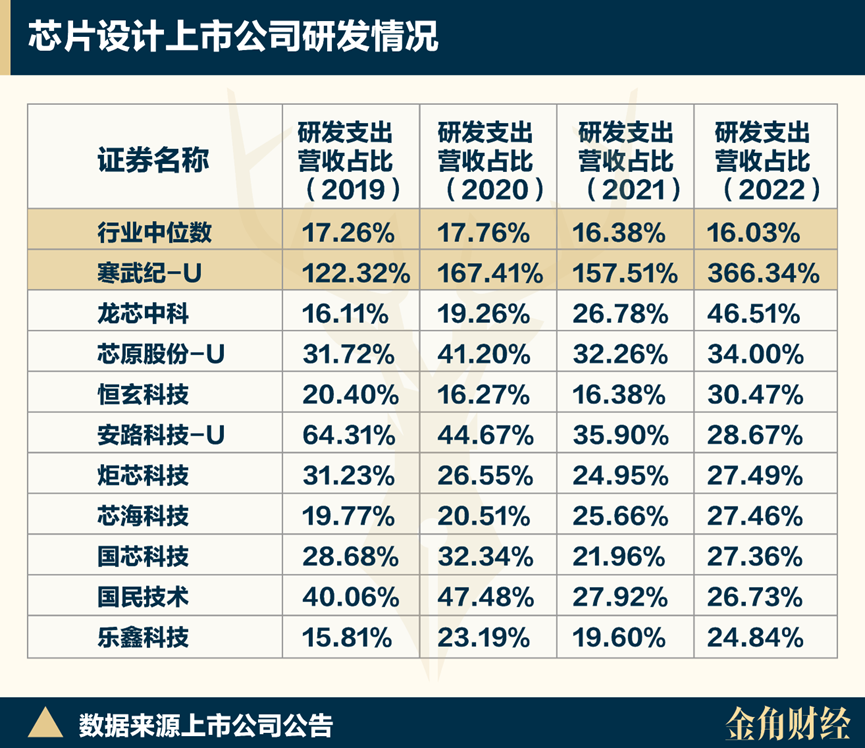 芯片设计上市公司研发情况
证券名称 研发支出营收占比（2019） 研发支出营收占比（2020） 研发支出营收占比（2021） 研发支出营收占比（2022）
行业中位数 17.26% 17.76% 16.38% 16.03%
寒武纪-U 122.32% 167.41% 157.51% 366.34%
龙芯中科 16.11% 19.26% 26.78% 46.51%
芯原股份-U 31.72% 41.20% 32.26% 34.00%
恒玄科技 20.40% 16.27% 16.38% 30.47%
安路科技-U 64.31% 44.67% 35.90% 28.67%
炬芯科技 31.23% 26.55% 24.95% 27.49%
芯海科技 19.77% 20.51% 25.66% 27.46%
国芯科技 28.68% 32.34% 21.96% 27.36%
国民技术 40.06% 47.48% 27.92% 26.73%
乐鑫科技 15.81% 23.19% 19.60% 24.84%
数据来源上市公司公告
金角财经